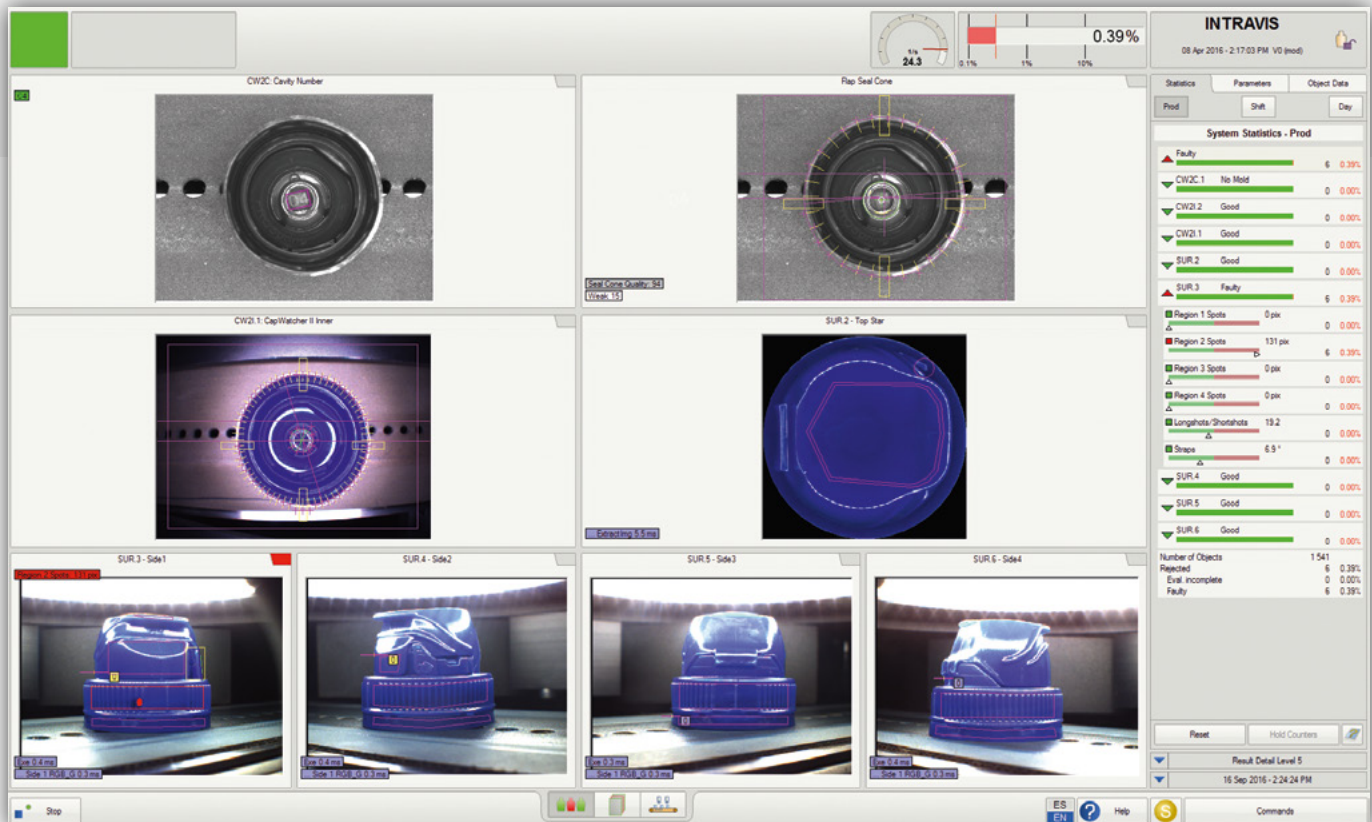 0.39%
1/s
24.3
0.1%
1%
10%
INTRAVIS
08 Apr 2016 - 2:17:03 PM V0 (mod)
CW2C: Cavity Number
04
04
Flap Seal Cone
Seal Cone Quality: 94
Weak: 15
CW2I.1: CapWatcher II Inner
SUR.2 - Top Star
Extract Img 5.5 ms
SUR.3 - Side1
Region 2 Spots: 131 pix
0
Exe 0.4 ms
Side 1 RGB_G 0.3 ms
SUR.4 - Side2
0
Exe 0.4 ms
Side 1 RGB_G 0.3 ms
SUR.5 - Side3
0
Exe 0.3 ms
Side 1 RGB_G 0.3 ms
SUR.6 - Side4
0
Exe 0.4 ms
Side 1 RGB_G 0.3 ms
Statistics Parameters Object Data
Prod Shift Day
System Statistics - Prod
Faulty
6 0.39%
CW2C.1 No Mold
0 0.00%
CW2I.2 Good
0 0.00%
CW2I.1 Good
0 0.00%
SUR.2 Good
0 0.00%
SUR.3 Faulty
6 0.39%
Region 1 Spots 0 pix
0 0.00%
Region 2 Spots 131 pix
6 0.39%
Region 3 Spots 0 pix
0 0.00%
Region 4 Spots 0 pix
0 0.00%
Longshots/Shortshots 19.2
0 0.00%
Straps 6.9 °
0 0.00%
SUR.4 Good
0 0.00%
SUR.5 Good
0 0.00%
SUR.6 Good
0 0.00%
Number of Objects 1 541
Rejected 6 0.39%
Eval. incomplete 0 0.00%
Faulty 6 0.39%
Reset Hold Counters
Result Detail Level 5
16 Sep 2016 - 2:24:24 PM
Stop
ES
EN
? Help
S Commands